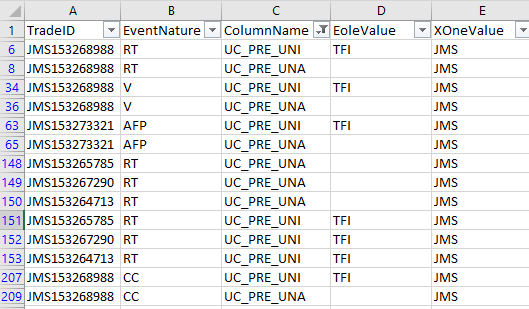 A B C D E
1 TradeID EventNature ColumnName EoleValue XOneValue
6 JMS153268988 RT UC_PRE_UNI TFI JMS
8 JMS153268988 RT UC_PRE_UNA JMS
34 JMS153268988 V UC_PRE_UNI TFI JMS
36 JMS153268988 V UC_PRE_UNA JMS
63 JMS153273321 AFP UC_PRE_UNI TFI JMS
65 JMS153273321 AFP UC_PRE_UNA JMS
148 JMS153265785 RT UC_PRE_UNA JMS
149 JMS153267290 RT UC_PRE_UNA JMS
150 JMS153264713 RT UC_PRE_UNA JMS
151 JMS153265785 RT UC_PRE_UNI TFI JMS
152 JMS153267290 RT UC_PRE_UNI TFI JMS
153 JMS153264713 RT UC_PRE_UNI TFI JMS
207 JMS153268988 CC UC_PRE_UNI TFI JMS
209 JMS153268988 CC UC_PRE_UNA JMS